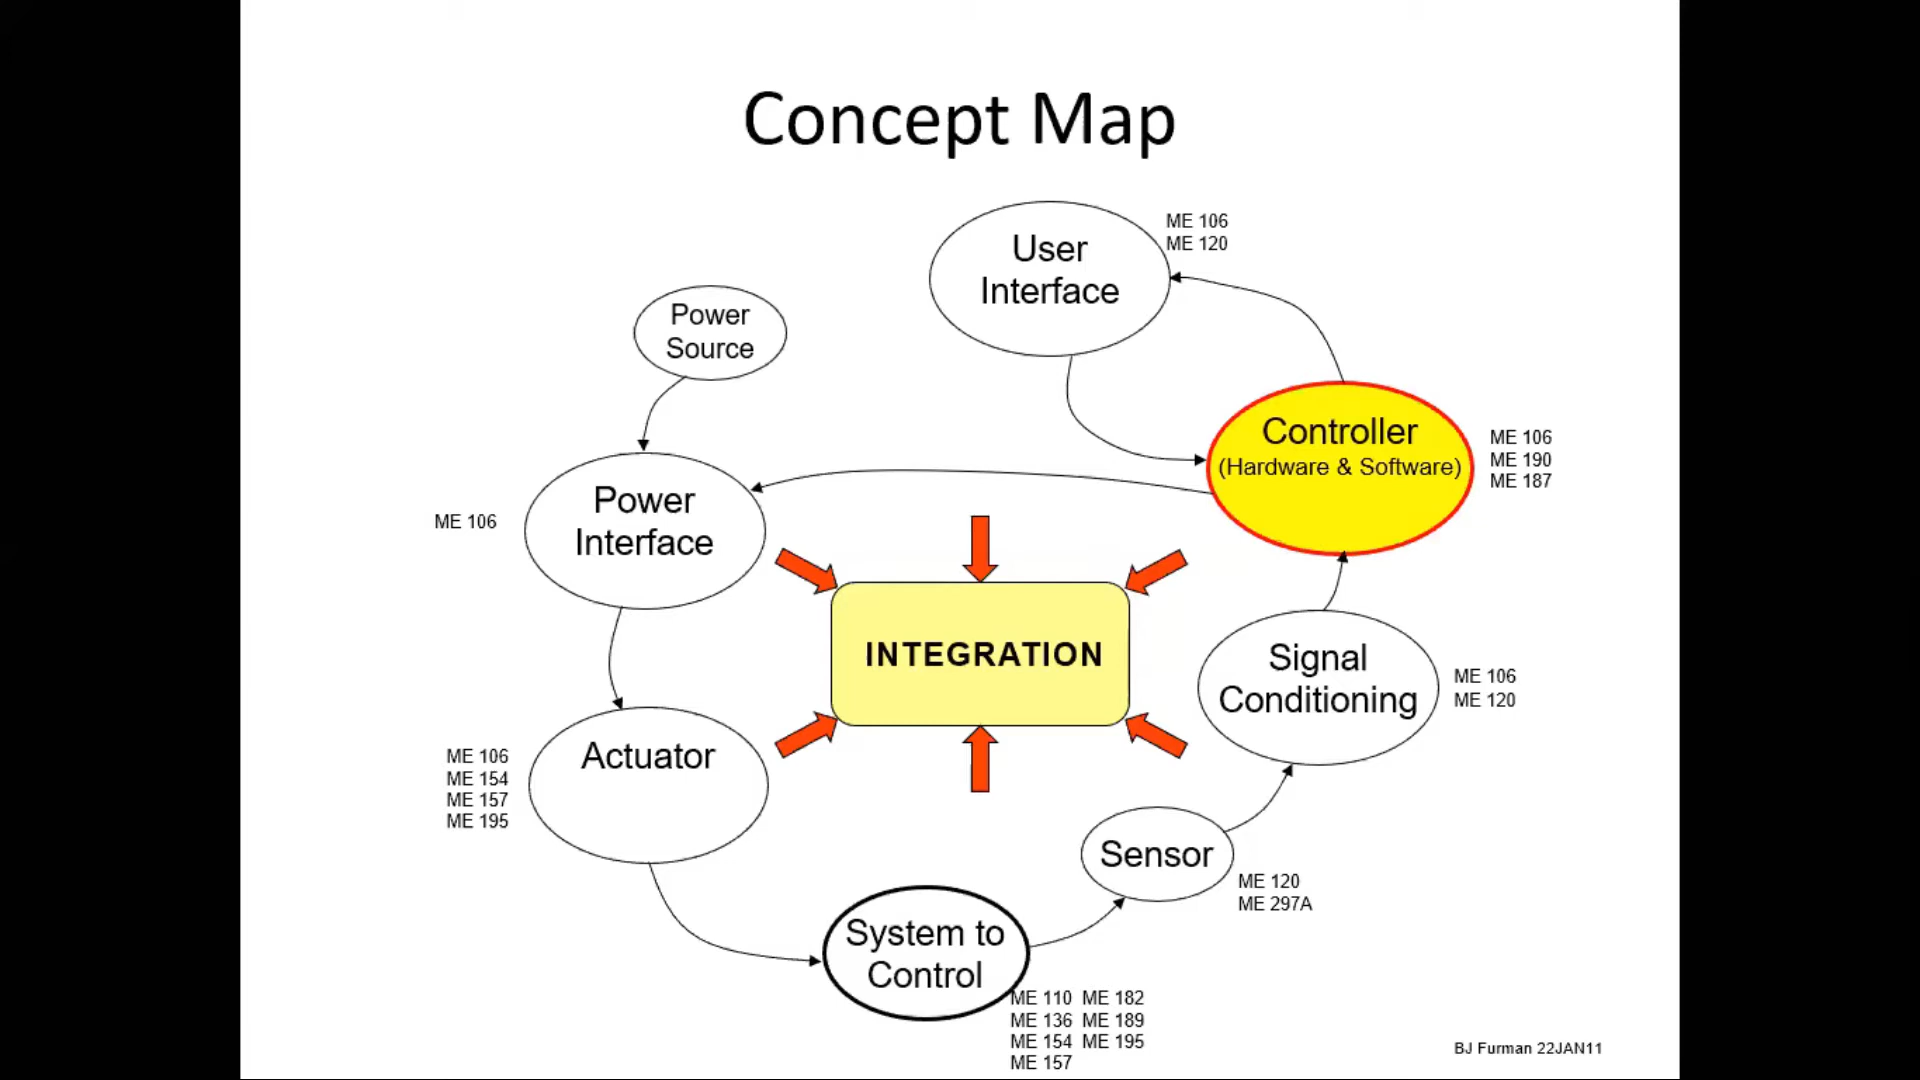 Concept Map
User
Interface
ME 106
ME 120
Power
Source
Controller
(Hardware & Software)
ME 106
ME 190
ME 187
Power
Interface
ME 106
INTEGRATION
Signal
Conditioning
ME 106
ME 120
Actuator
ME 106
ME 154
ME 157
ME 195
Sensor
ME 120
ME 297A
System to
Control
ME 110 ME 182
ME 136 ME 189
ME 154 ME 195
ME 157
BJ Furman 22JAN11